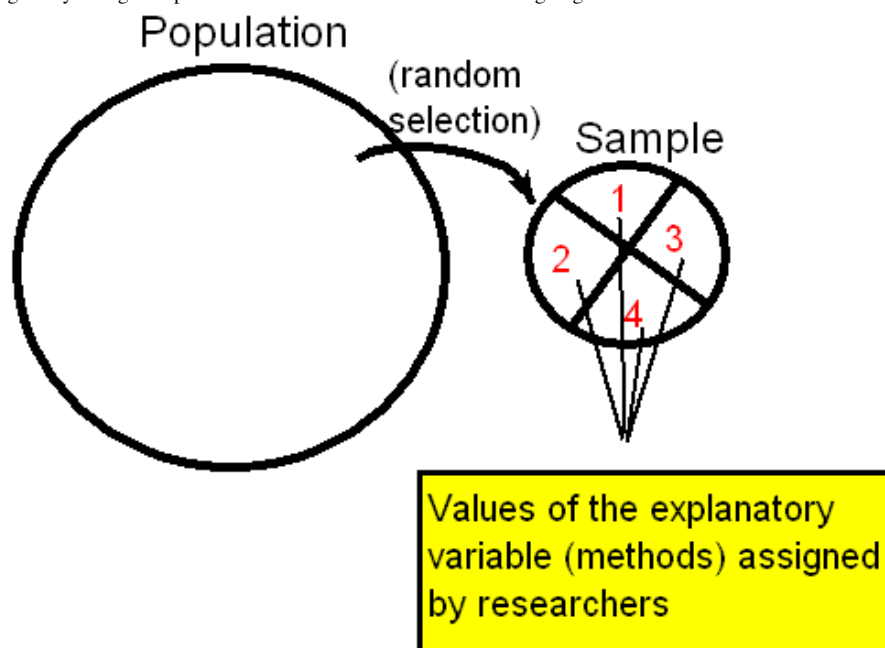 Population
(random
selection)
Sample
1
2
3
4
Values of the explanatory
variable (methods) assigned
by researchers